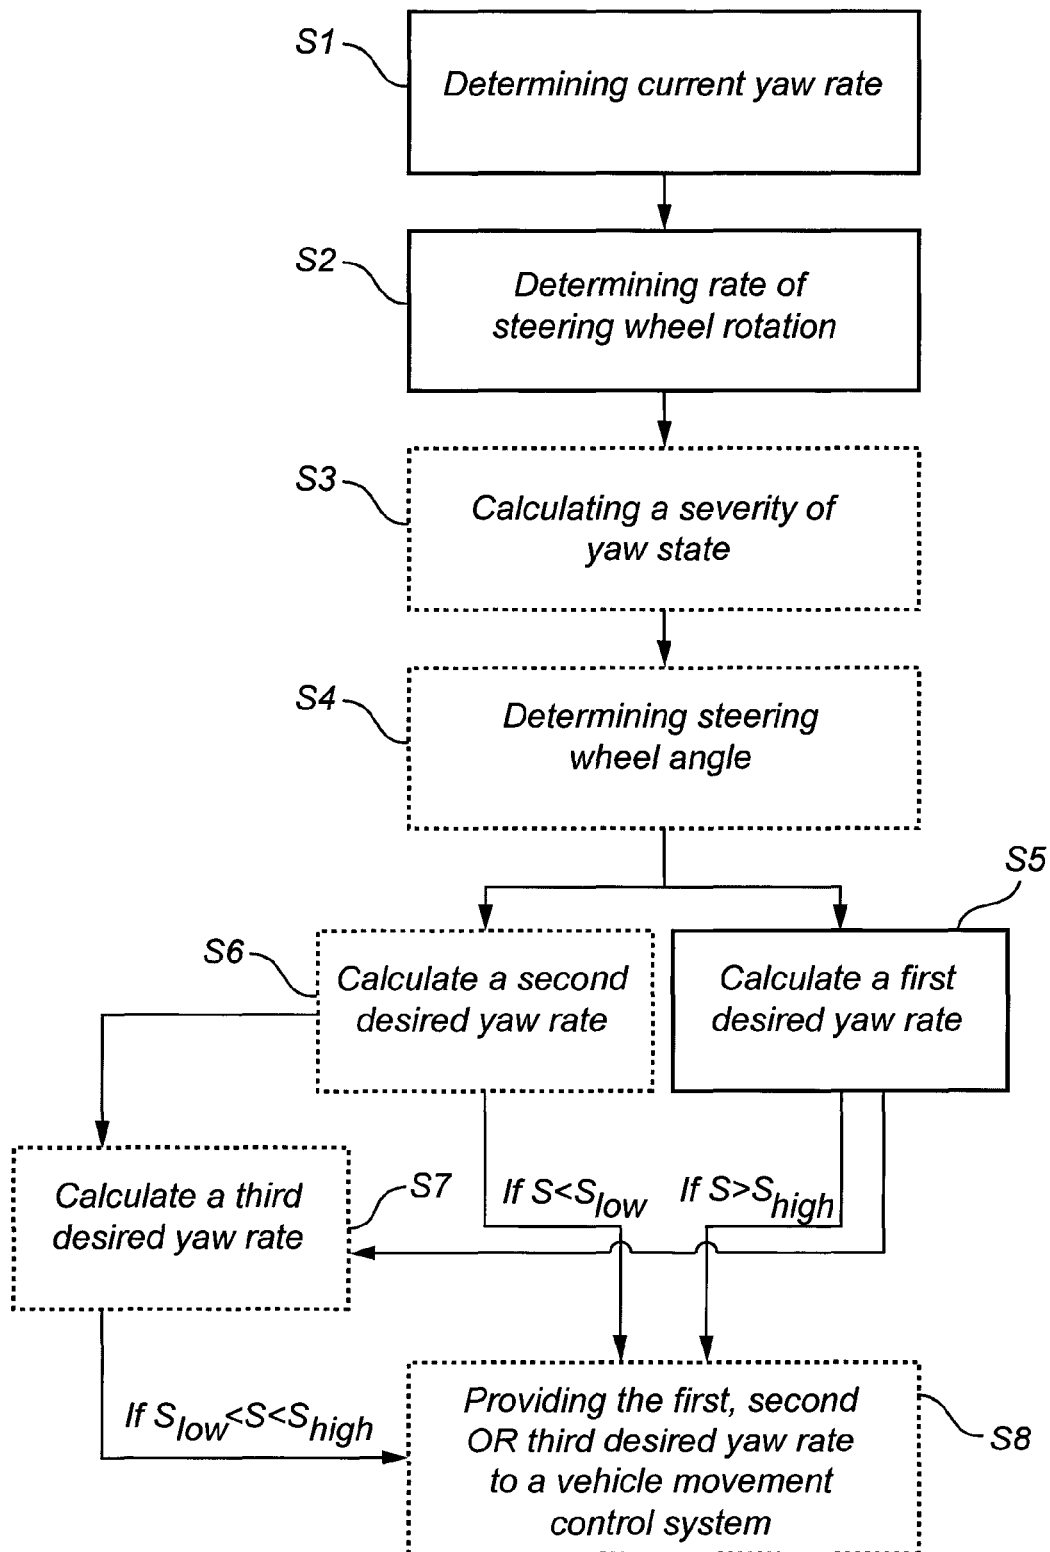 S1
Determining current yaw rate
S2
Determining rate of
steering wheel rotation
S3
Calculating a severity of
yaw state
S4
Determining steering
wheel angle
S5
S6
Calculate a second
desired yaw rate
Calculate a first
desired yaw rate
S7
Calculate a third
desired yaw rate
If S<Slow
If S>Shigh
If Slow<S<Shigh
Providing the first, second
OR third desired yaw rate
to a vehicle movement
control system
S8